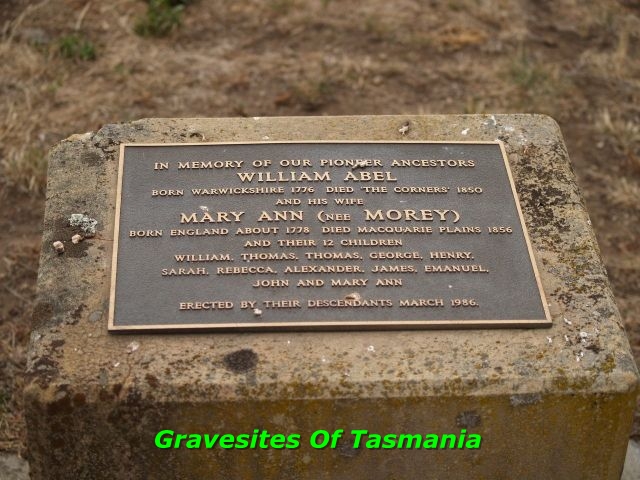 IN MEMORY OF OUR PIONEER ANCESTORS
WILLIAM ABEL
BORN WARWICKSHIRE 1776 DIED 'THE CORNERS' 1850
AND HIS WIFE
MARY ANN (NEE MOREY)
BORN ENGLAND ABOUT 1778 DIED MACQUARIE PLAINS 1856
AND THEIR 12 CHILDREN
WILLIAM, THOMAS, THOMAS, GEORGE, HENRY,
SARAH, REBECCA, ALEXANDER, JAMES, EMANUEL,
JOHN AND MARY ANN
ERECTED BY THEIR DESCENDANTS MARCH 1986.
Gravesites Of Tasmania